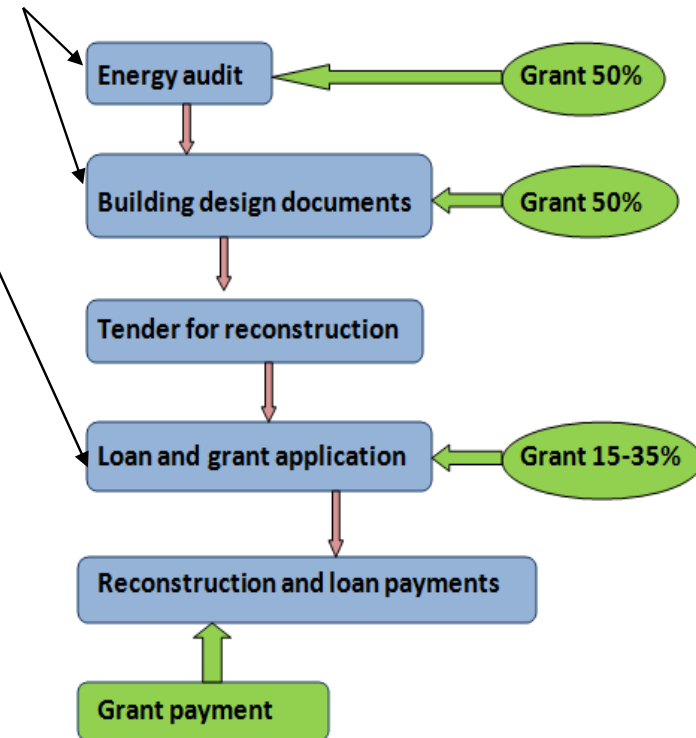 Energy audit
Grant 50%
Building design documents
Grant 50%
Tender for reconstruction
Loan and grant application
Grant 15-35%
Reconstruction and loan payments
Grant payment